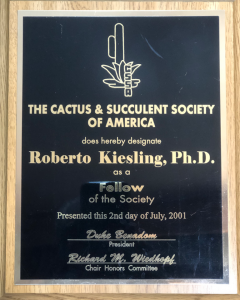 THE CACTUS & SUCCULENT SOCIETY
OF AMERICA
does hereby designate
Roberto Kiesling, Ph.D.
as a
Fellow
of the Society
Presented this 2nd day of July, 2001
Duke Benadom
President
Richard M. Wiedhopf
Chair Honors Committee